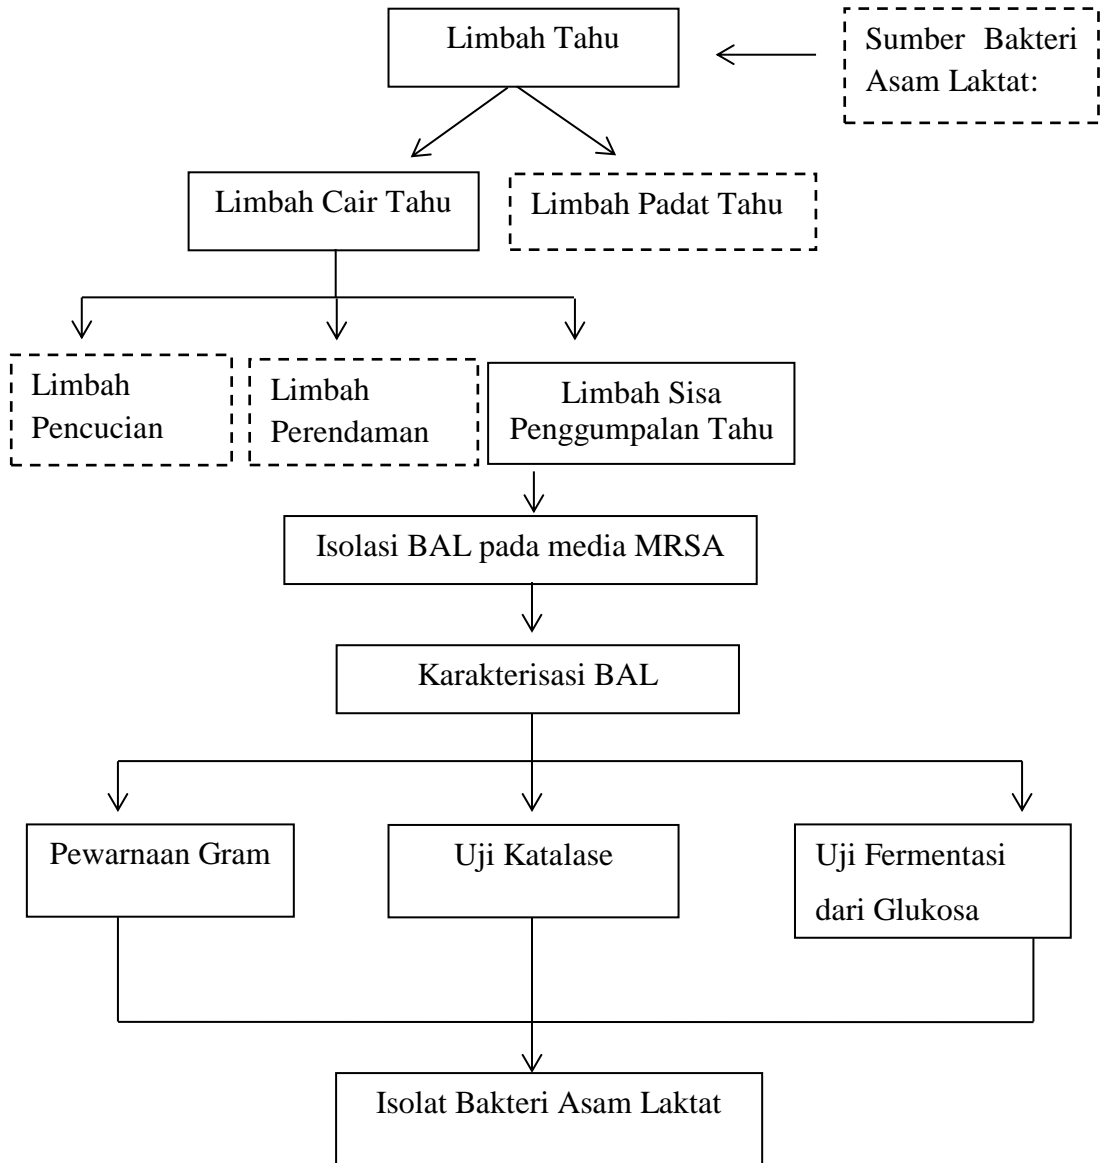 Limbah Tahu
Sumber Bakteri
Asam Laktat:
Limbah Cair Tahu
Limbah Padat Tahu
Limbah
Pencucian
Limbah
Perendaman
Limbah Sisa
Penggumpalan Tahu
Isolasi BAL pada media MRSA
Karakterisasi BAL
Pewarnaan Gram
Uji Katalase
Uji Fermentasi
dari Glukosa
Isolat Bakteri Asam Laktat